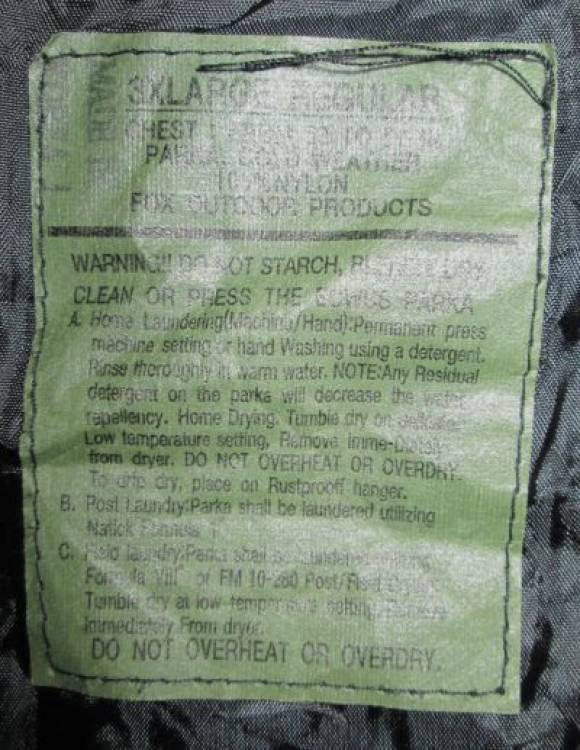 3XLARGE REGULAR
CHEST
PARKA: COLD WEATHER
NYLON
FOX OUTDOOR PRODUCTS
WARNING!! DO NOT STARCH, DRY
CLEAN OR PRESS THE PARKA
A. Home Laundering(Machine/Hand):Permanent press
machine setting or hand Washing using a detergent.
Rinse thoroughly in warm water. NOTE:Any Residual
detergent on the parka will decrease the water
repellency. Home Drying. Tumble dry on
Low temperature setting, Remove
from dryer. DO NOT OVERHEAT OR OVERDRY.
To drip dry, place on Rustprooff hanger.
B. Post Laundry:Parka shall be laundered utilizing
Natick
C. Field laundry:Parka shall be laundered
Formula VIII or FM 10-280 Post/
Tumble dry at low temperature setting,
Immediately From dryer.
DO NOT OVERHEAT OR OVERDRY.